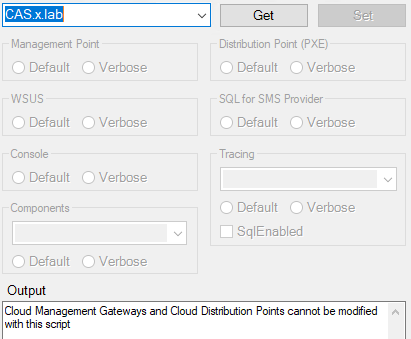 CAS.x.lab
Get
Set
Management Point
Default Verbose
Distribution Point (PXE)
Default Verbose
WSUS
Default Verbose
SQL for SMS Provider
Default Verbose
Console
Default Verbose
Tracing
Default Verbose
SqlEnabled
Components
Default Verbose
Output
Cloud Management Gateways and Cloud Distribution Points cannot be modified
with this script